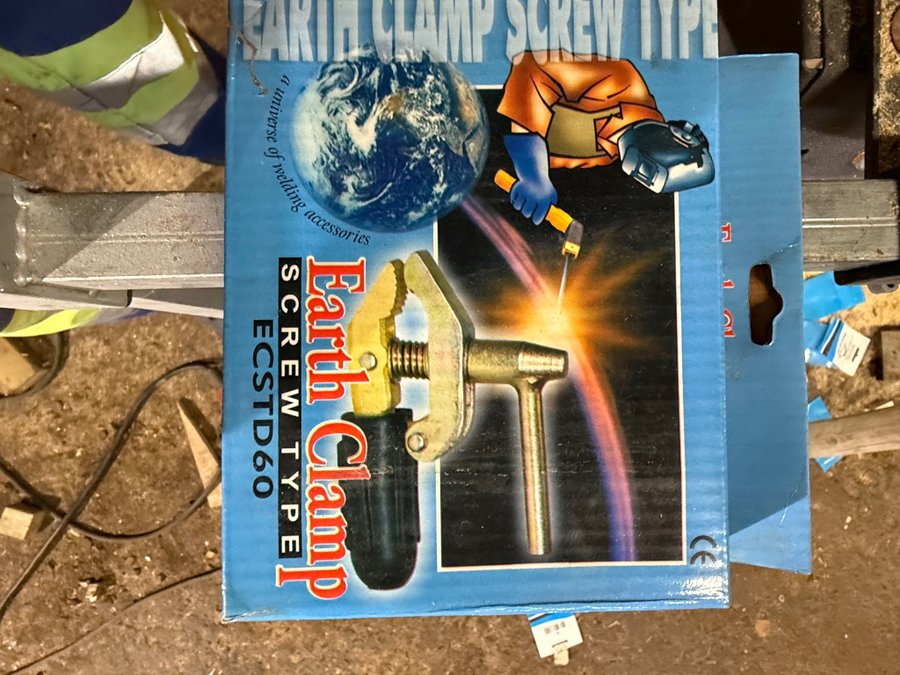 EARTH CLAMP SCREW TYPE
a universe of welding accessories
Earth Clamp
SCREW TYPE
ECSTD60
CE